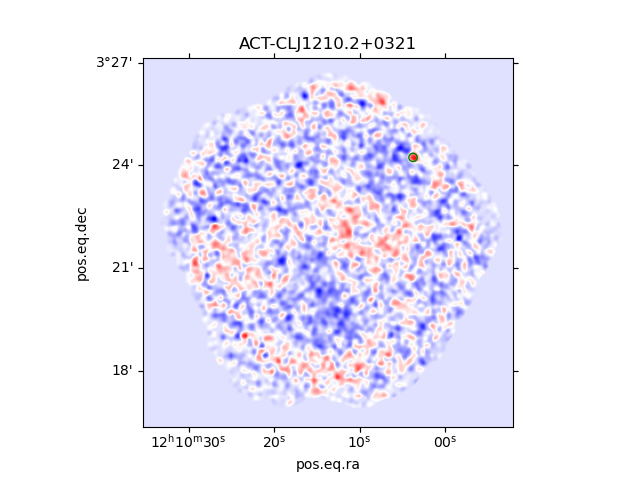 ACT-CLJ1210.2+0321
3°27'
24'
21'
18'
pos.eq.dec
12ʰ10ᵐ30ˢ 20ˢ 10ˢ 00ˢ
pos.eq.ra